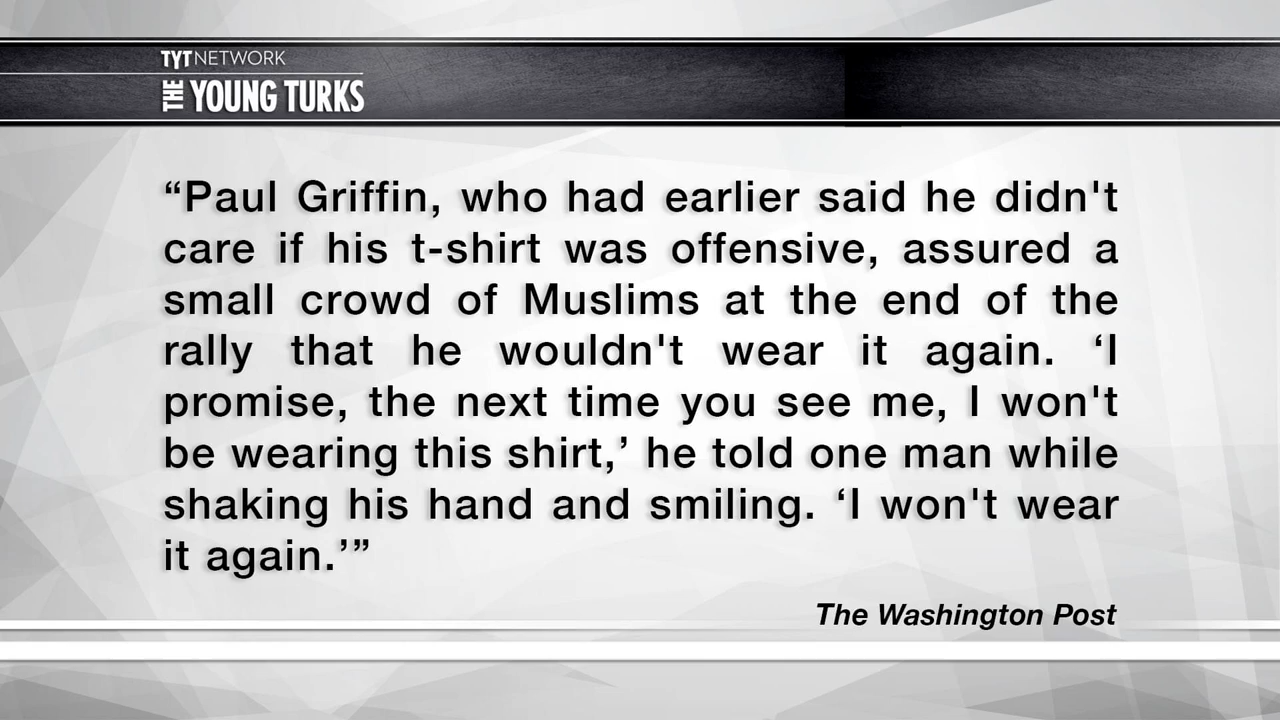 TYT NETWORK
THE YOUNG TURKS
“Paul Griffin, who had earlier said he didn't
care if his t-shirt was offensive, assured a
small crowd of Muslims at the end of the
rally that he wouldn't wear it again. ‘I
promise, the next time you see me, I won't
be wearing this shirt,’ he told one man while
shaking his hand and smiling. ‘I won't wear
it again.’”
The Washington Post